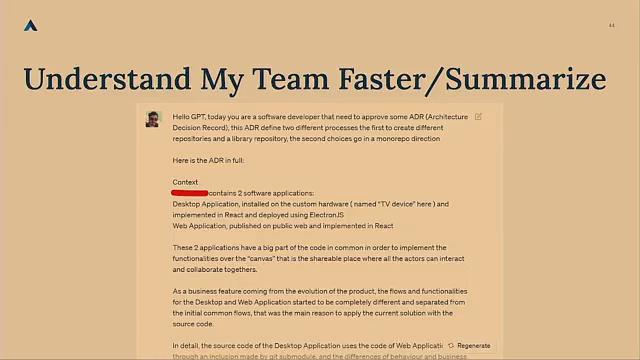 44
Understand My Team Faster/Summarize
Hello GPT, today you are a software developer that need to approve some ADR (Architecture
Decision Record), this ADR define two different processes the first to create different
repositories and a library repository, the second choices go in a monorepo direction
Here is the ADR in full:
Context
contains 2 software applications:
Desktop Application, installed on the custom hardware ( named "TV device" here ) and
implemented in React and deployed using ElectronJS
Web Application, published on public web and implemented in React
These 2 applications have a big part of the code in common in order to implement the
functionalities over the "canvas" that is the shareable place where all the actors can interact
and collaborate togethers.
As a business feature coming from the evolution of the product, the flows and functionalities
for the Desktop and Web Application started to be completely different and separated from
the initial common flows, that was the main reason to apply the current solution with the
source code.
In detail, the source code of the Desktop Application uses the code of Web Applicati
Regenerate
through an inclusion made by git submodule, and the differences of behaviour and business